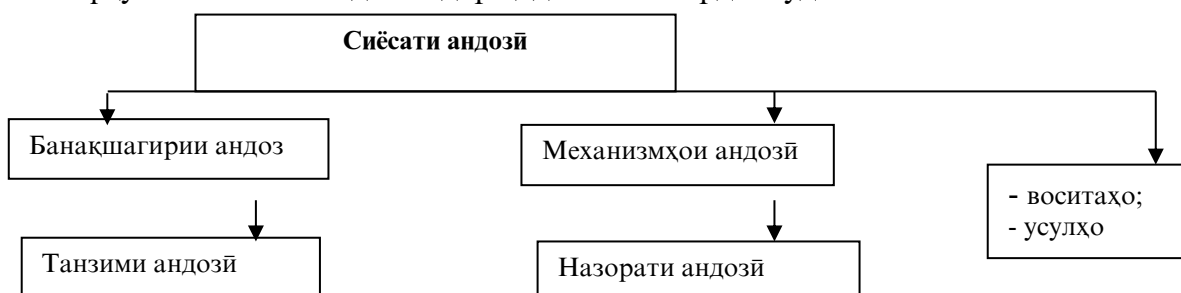 Сиёсати андозӣ
Банақшагирии андоз
Механизмҳои андозӣ
- воситаҳо;
- усулҳо
Танзими андозӣ
Назорати андозӣ